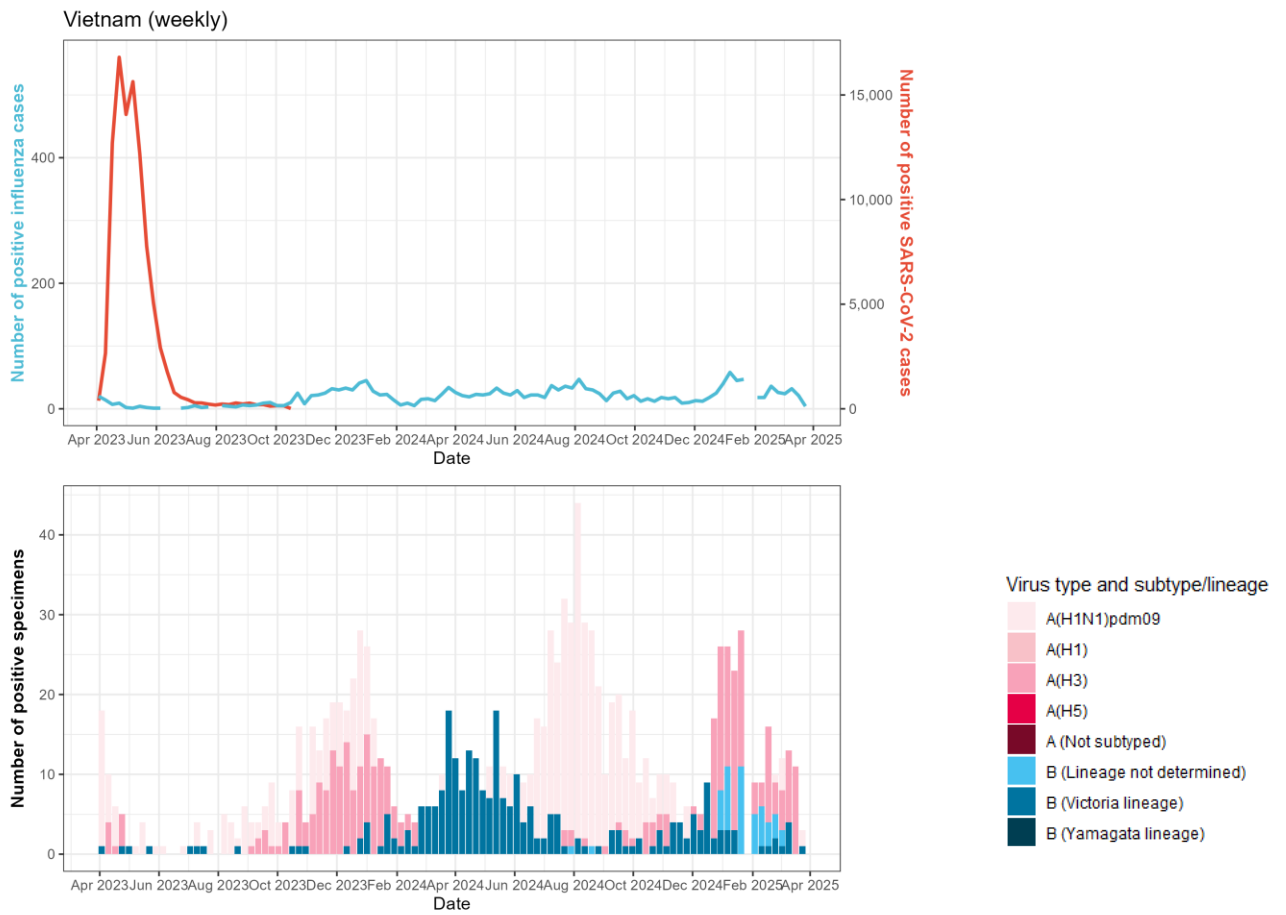 Vietnam (weekly)
Number of positive influenza cases
400
200
0
15,000
10,000
5,000
0
Number of positive SARS-CoV-2 cases
Apr 2023 Jun 2023 Aug 2023 Oct 2023 Dec 2023 Feb 2024 Apr 2024 Jun 2024 Aug 2024 Oct 2024 Dec 2024 Feb 2025 Apr 2025
Date
Number of positive specimens
40
30
20
10
0
Apr 2023 Jun 2023 Aug 2023 Oct 2023 Dec 2023 Feb 2024 Apr 2024 Jun 2024 Aug 2024 Oct 2024 Dec 2024 Feb 2025 Apr 2025
Date
Virus type and subtype/lineage
A(H1N1)pdm09
A(H1)
A(H3)
A(H5)
A (Not subtyped)
B (Lineage not determined)
B (Victoria lineage)
B (Yamagata lineage)